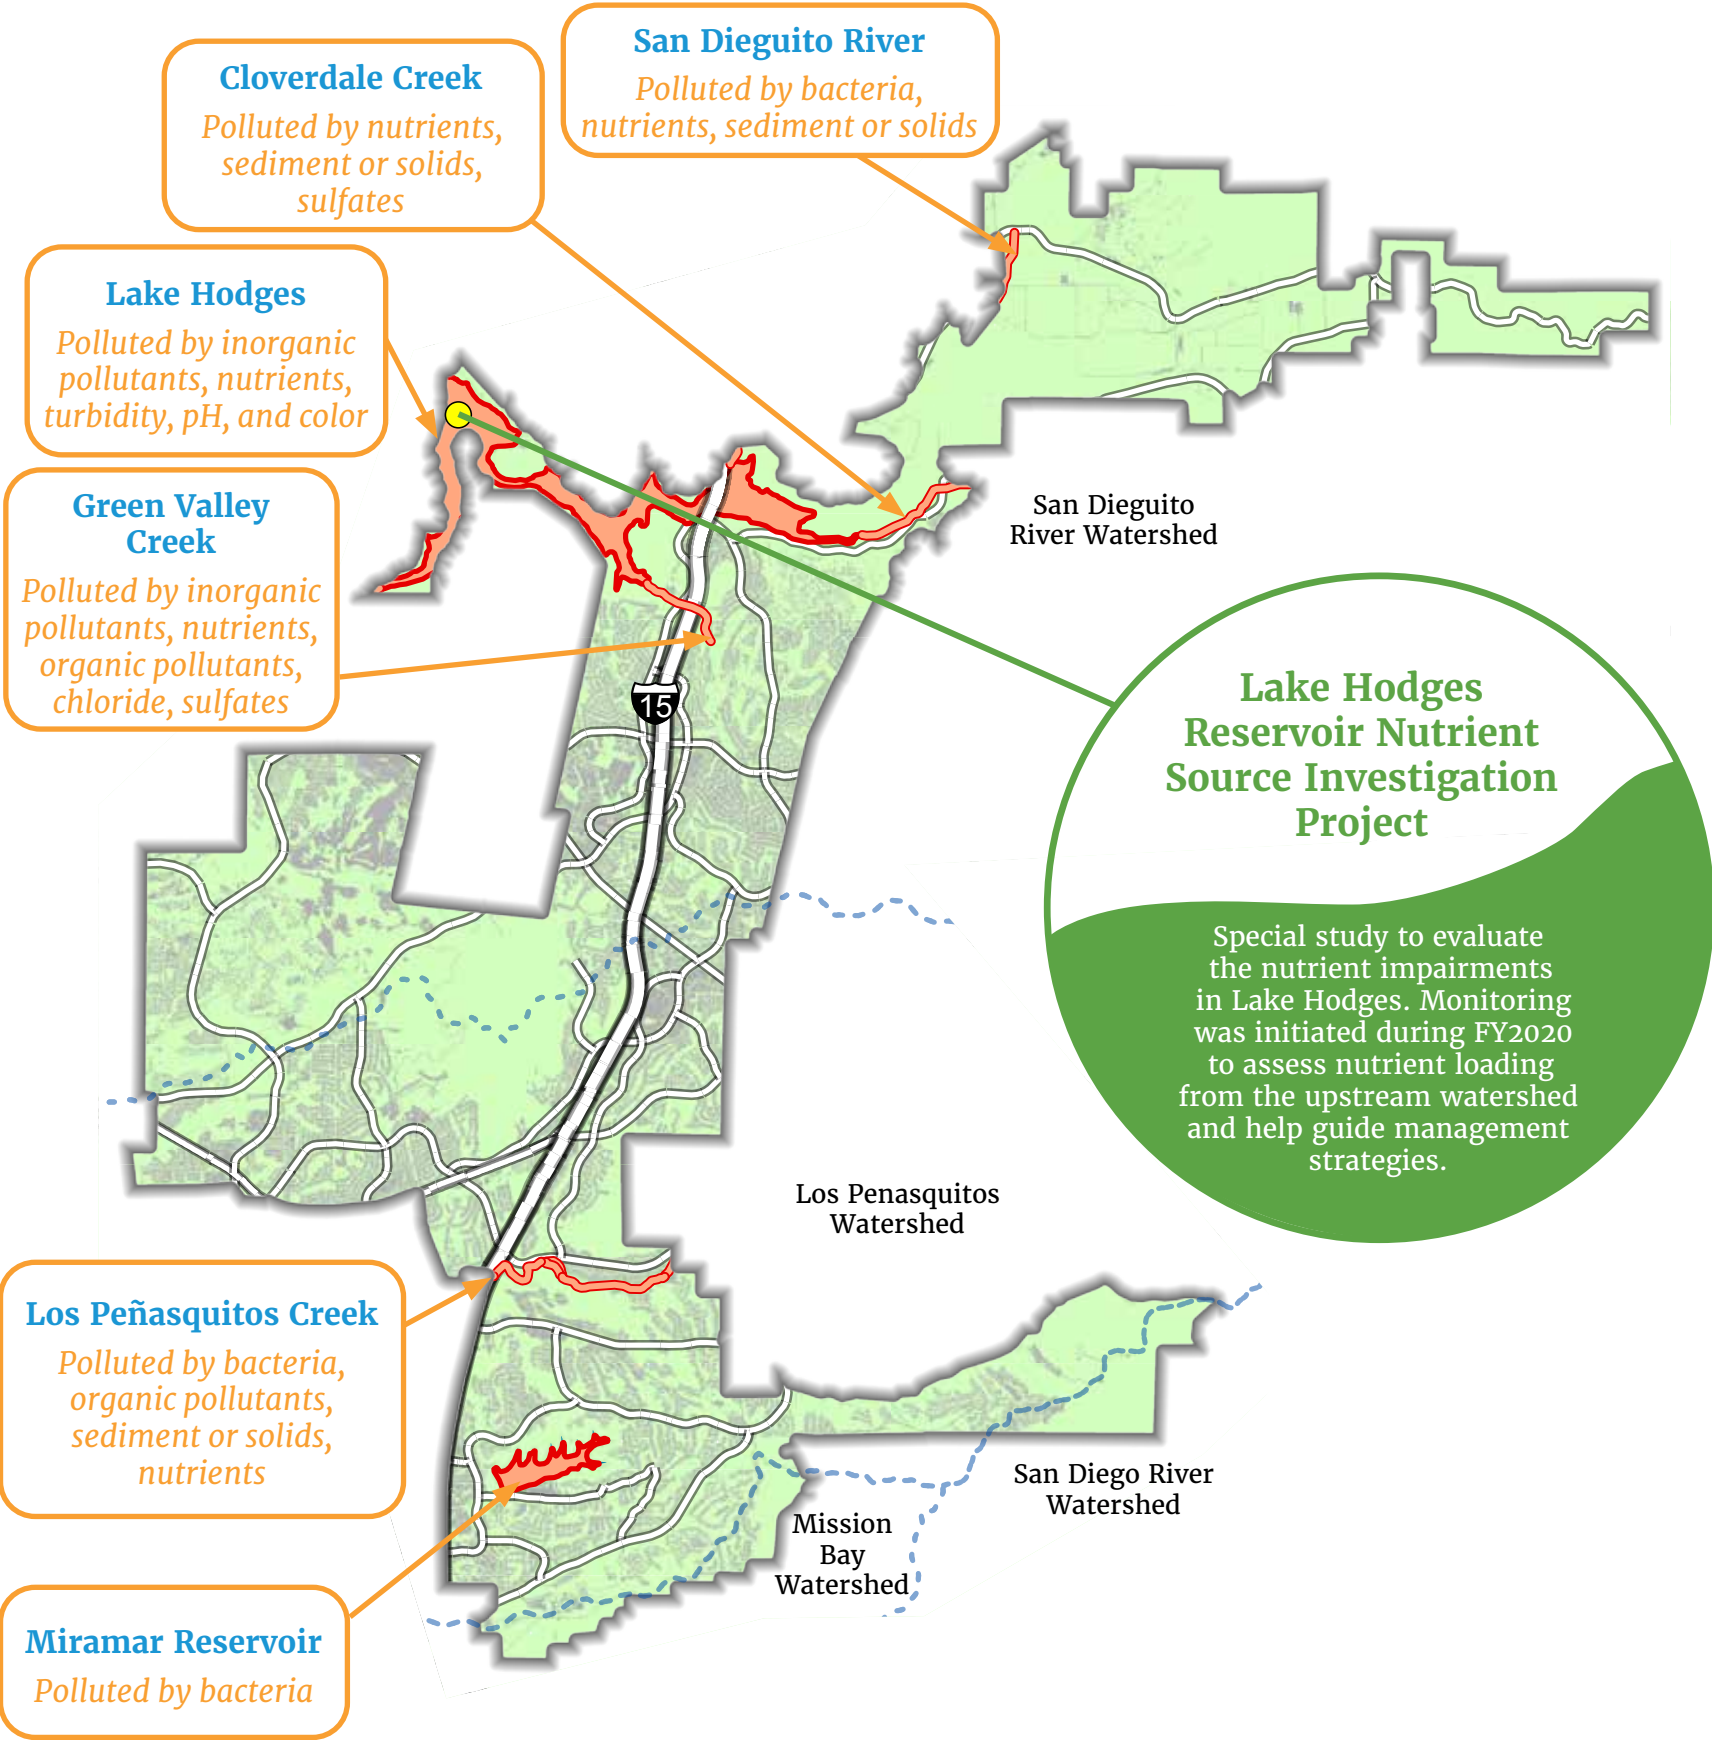 San Dieguito River
Polluted by bacteria,
nutrients, sediment or solids
Cloverdale Creek
Polluted by nutrients,
sediment or solids,
sulfates
Lake Hodges
Polluted by inorganic
pollutants, nutrients,
turbidity, pH, and color
Green Valley
Creek
Polluted by inorganic
pollutants, nutrients,
organic pollutants,
chloride, sulfates
San Dieguito
River Watershed
15
Lake Hodges
Reservoir Nutrient
Source Investigation
Project
Special study to evaluate
the nutrient impairments
in Lake Hodges. Monitoring
was initiated during FY2020
to assess nutrient loading
from the upstream watershed
and help guide management
strategies.
Los Penasquitos
Watershed
Los Peñasquitos Creek
Polluted by bacteria,
organic pollutants,
sediment or solids,
nutrients
San Diego River
Watershed
Mission
Bay
Watershed
Miramar Reservoir
Polluted by bacteria